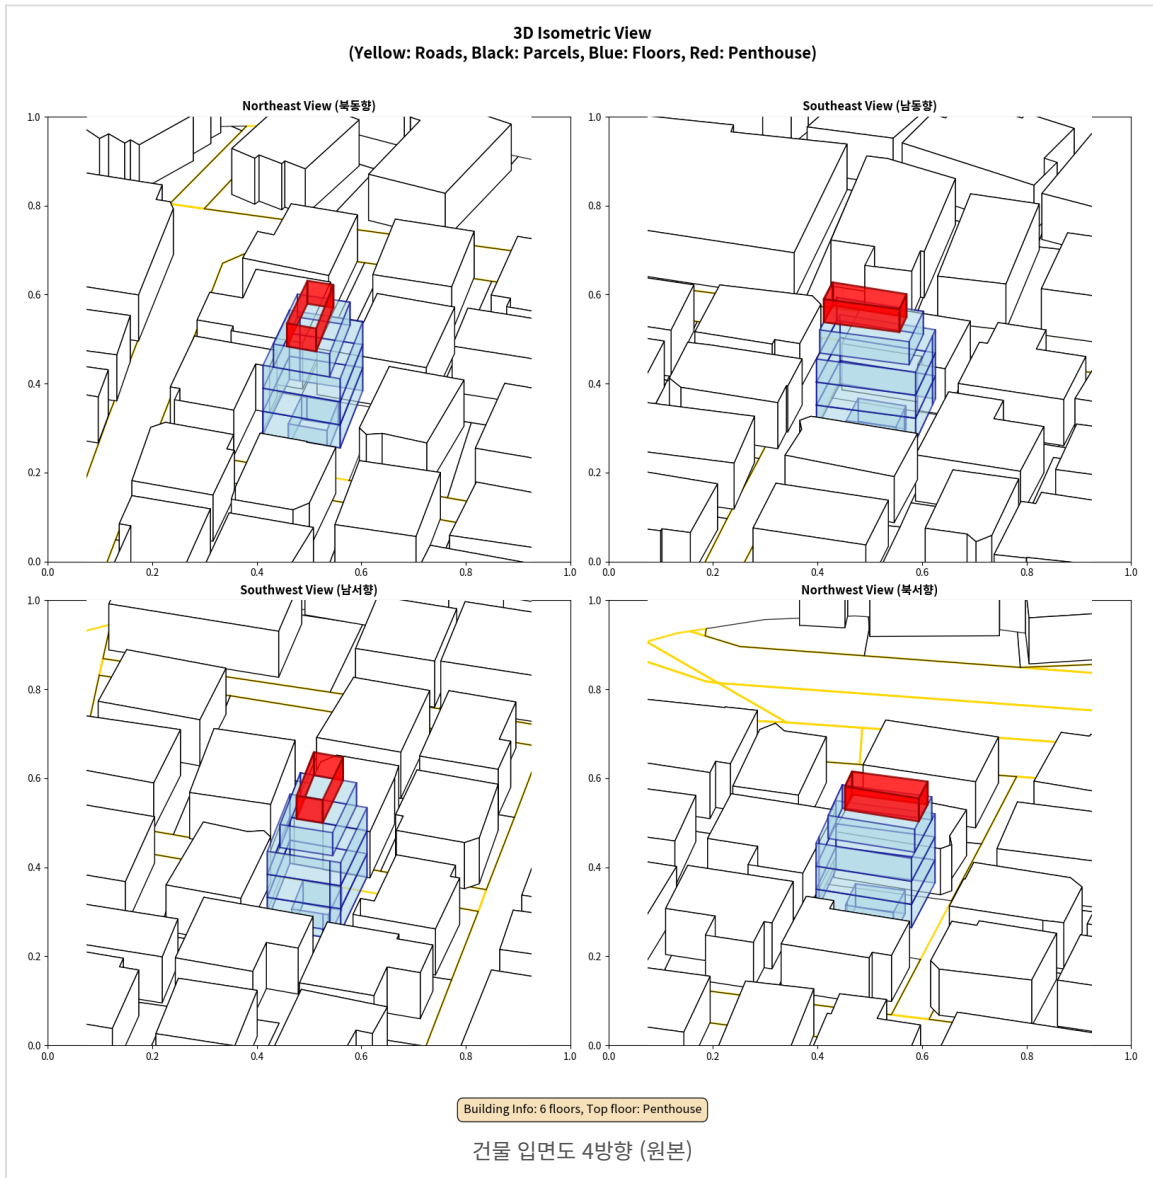 3D Isometric View
(Yellow: Roads, Black: Parcels, Blue: Floors, Red: Penthouse)
Northeast View (북동향)
1.0
0.8
0.6
0.4
0.2
0.0
0.0 0.2 0.4 0.6 0.8 1.0
Southeast View (남동향)
1.0
0.8
0.6
0.4
0.2
0.0
0.0 0.2 0.4 0.6 0.8 1.0
Southwest View (남서향)
1.0
0.8
0.6
0.4
0.2
0.0
0.0 0.2 0.4 0.6 0.8 1.0
Northwest View (북서향)
1.0
0.8
0.6
0.4
0.2
0.0
0.0 0.2 0.4 0.6 0.8 1.0
Building Info: 6 floors, Top floor: Penthouse
건물 입면도 4방향 (원본)